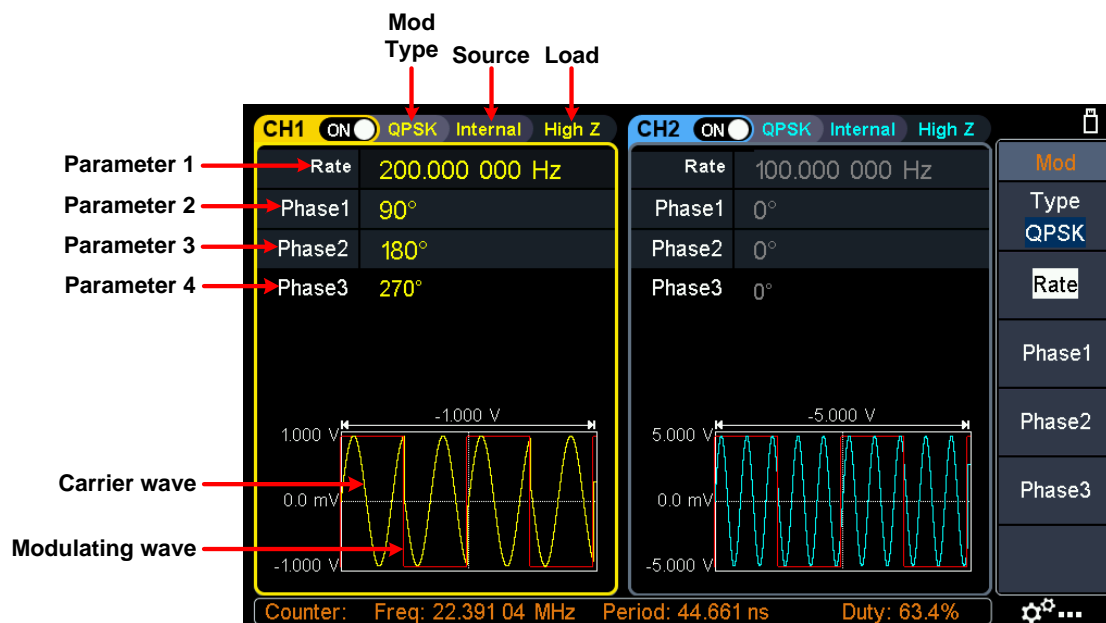 Mod
Type
Source
Load
CH1 ON QPSK Internal High Z
CH2 ON QPSK Internal High Z
Parameter 1
Rate 200.000 000 Hz
Rate 100.000 000 Hz
Mod
Parameter 2
Phase1 90°
Phase1 0°
Type
QPSK
Parameter 3
Phase2 180°
Phase2 0°
Parameter 4
Phase3 270°
Phase3 0°
Rate
Phase1
Phase2
Phase3
-1.000 V
1.000 V
0.0 mV
-1.000 V
-5.000 V
5.000 V
0.0 mV
-5.000 V
Carrier wave
Modulating wave
Counter: Freq: 22.391 04 MHz Period: 44.661 ns Duty: 63.4%